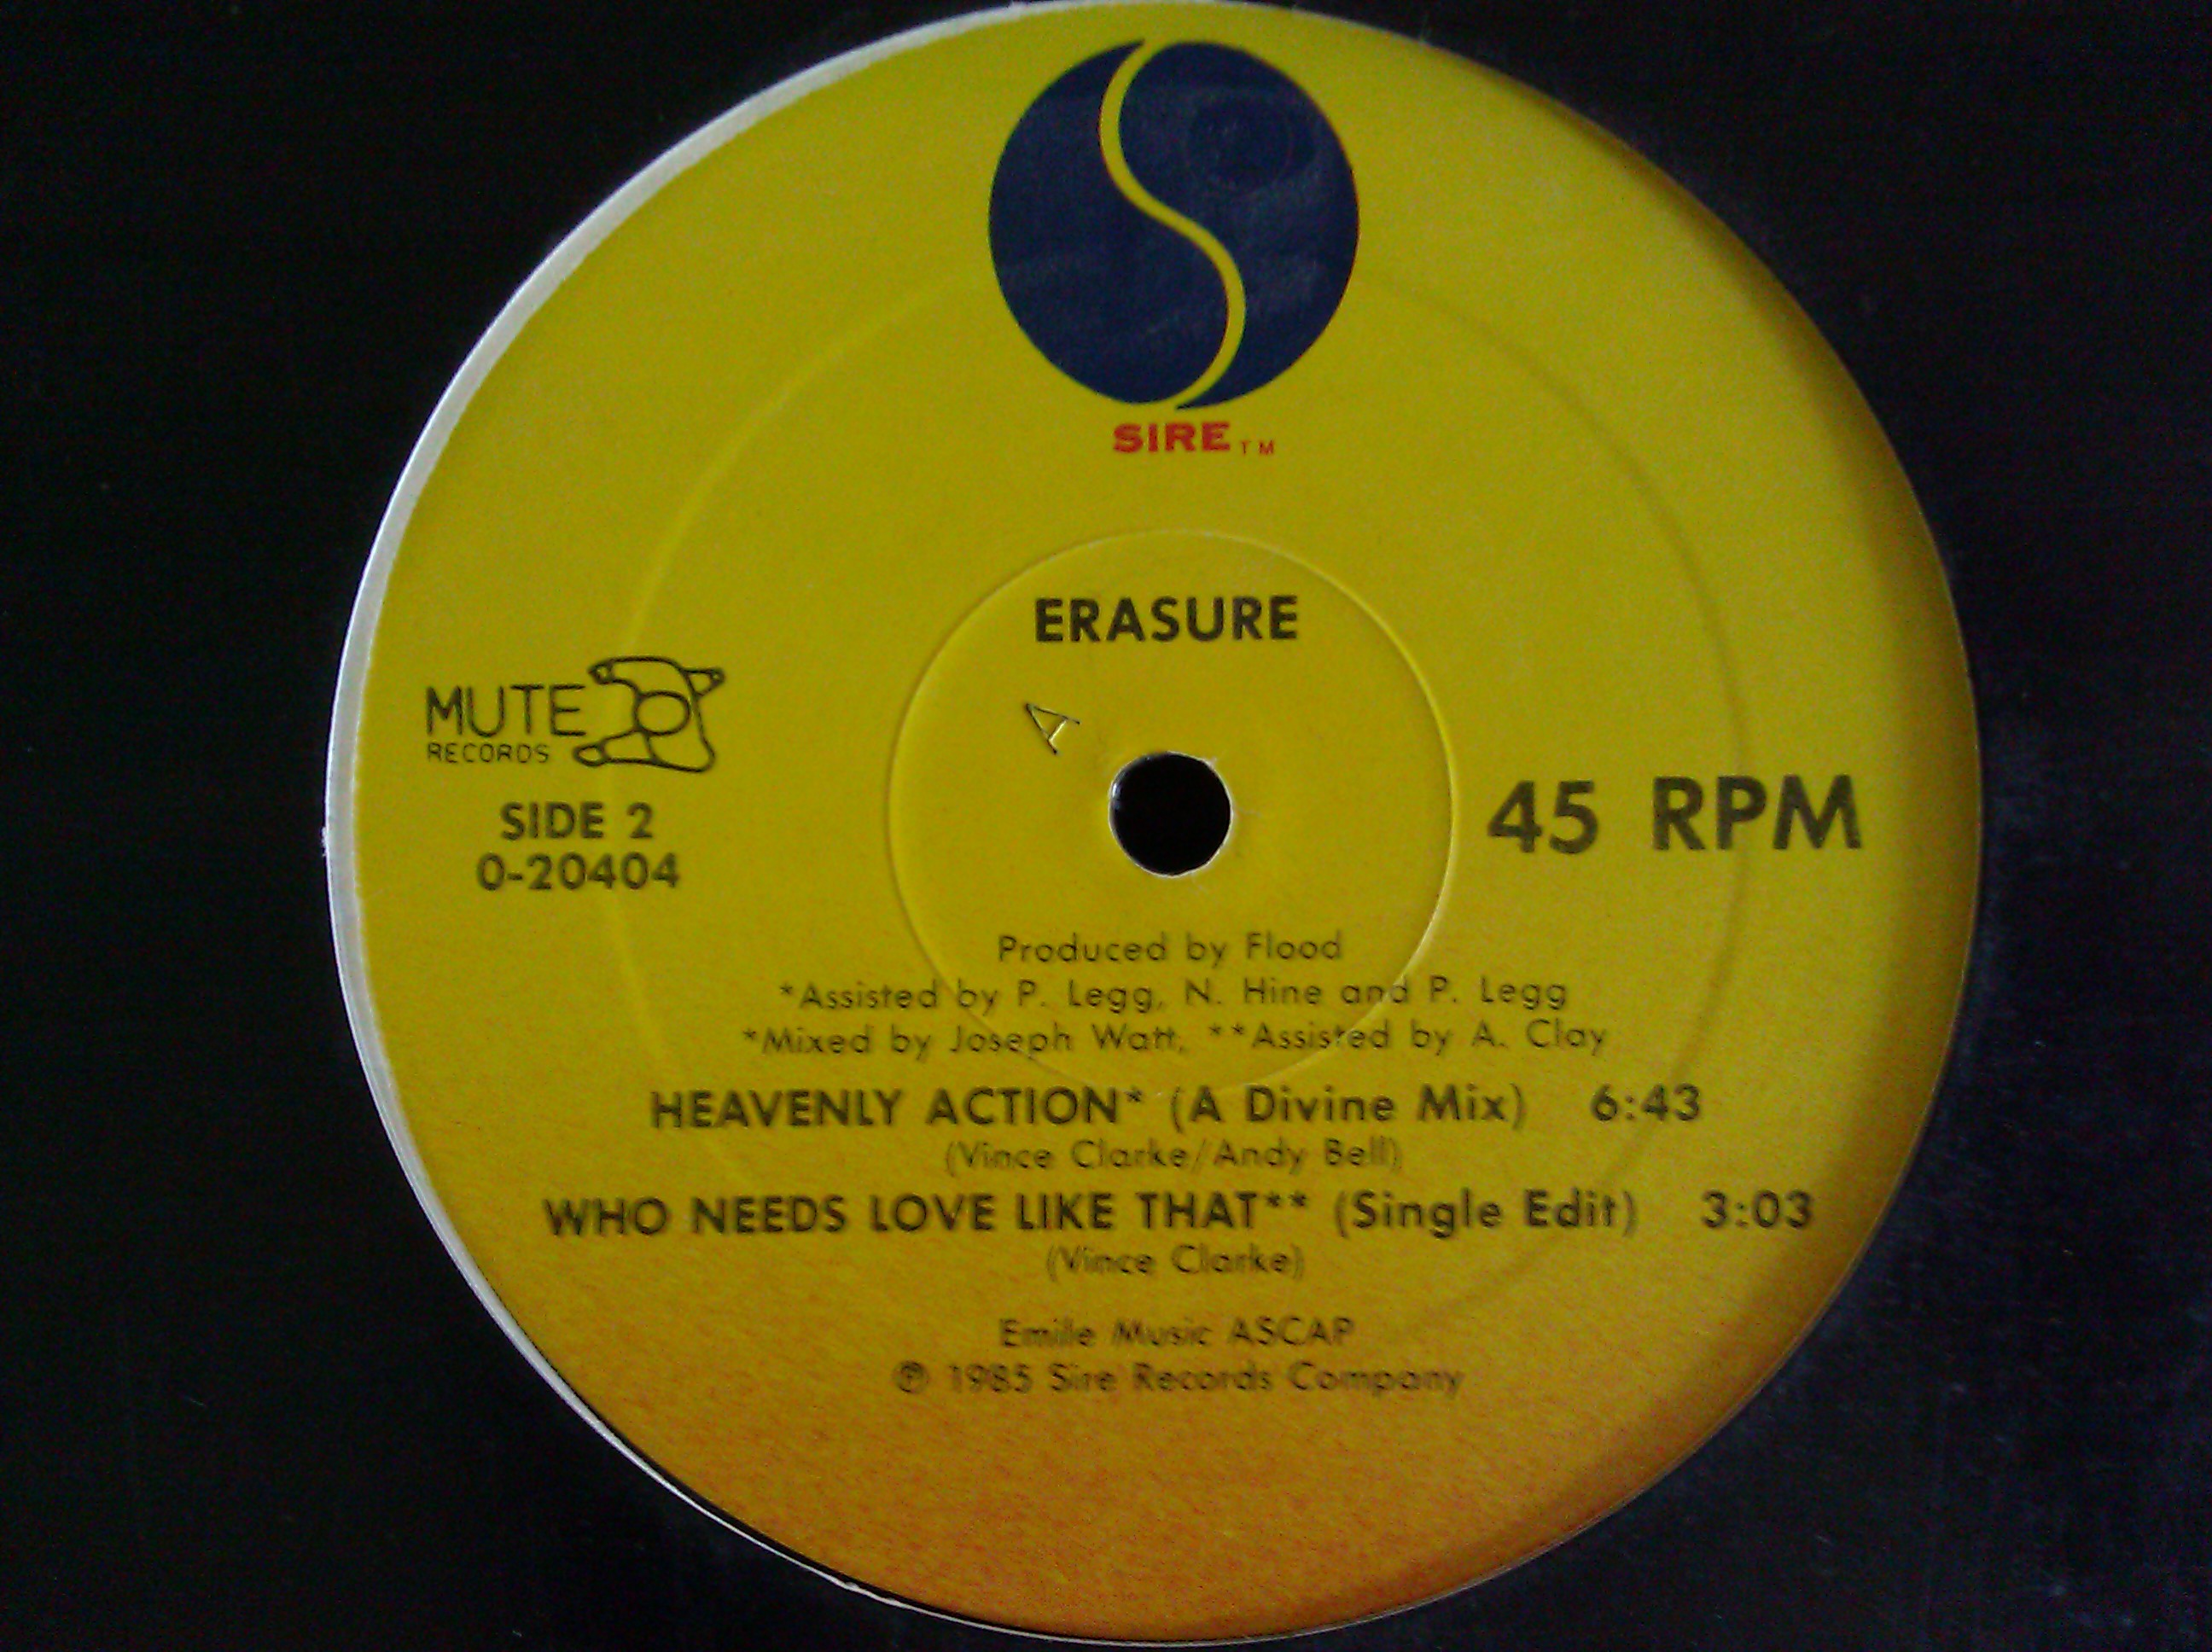 SIRE TM
ERASURE
A
MUTE
RECORDS
SIDE 2
0-20404
45 RPM
Produced by Flood
*Assisted by P. Legg, N. Hine and P. Legg
*Mixed by Joseph Watt, **Assisted by A. Clay
HEAVENLY ACTION* (A Divine Mix) 6:43
(Vince Clarke/Andy Bell)
WHO NEEDS LOVE LIKE THAT** (Single Edit) 3:03
(Vince Clarke)
Emile Music ASCAP
℗ 1985 Sire Records Company